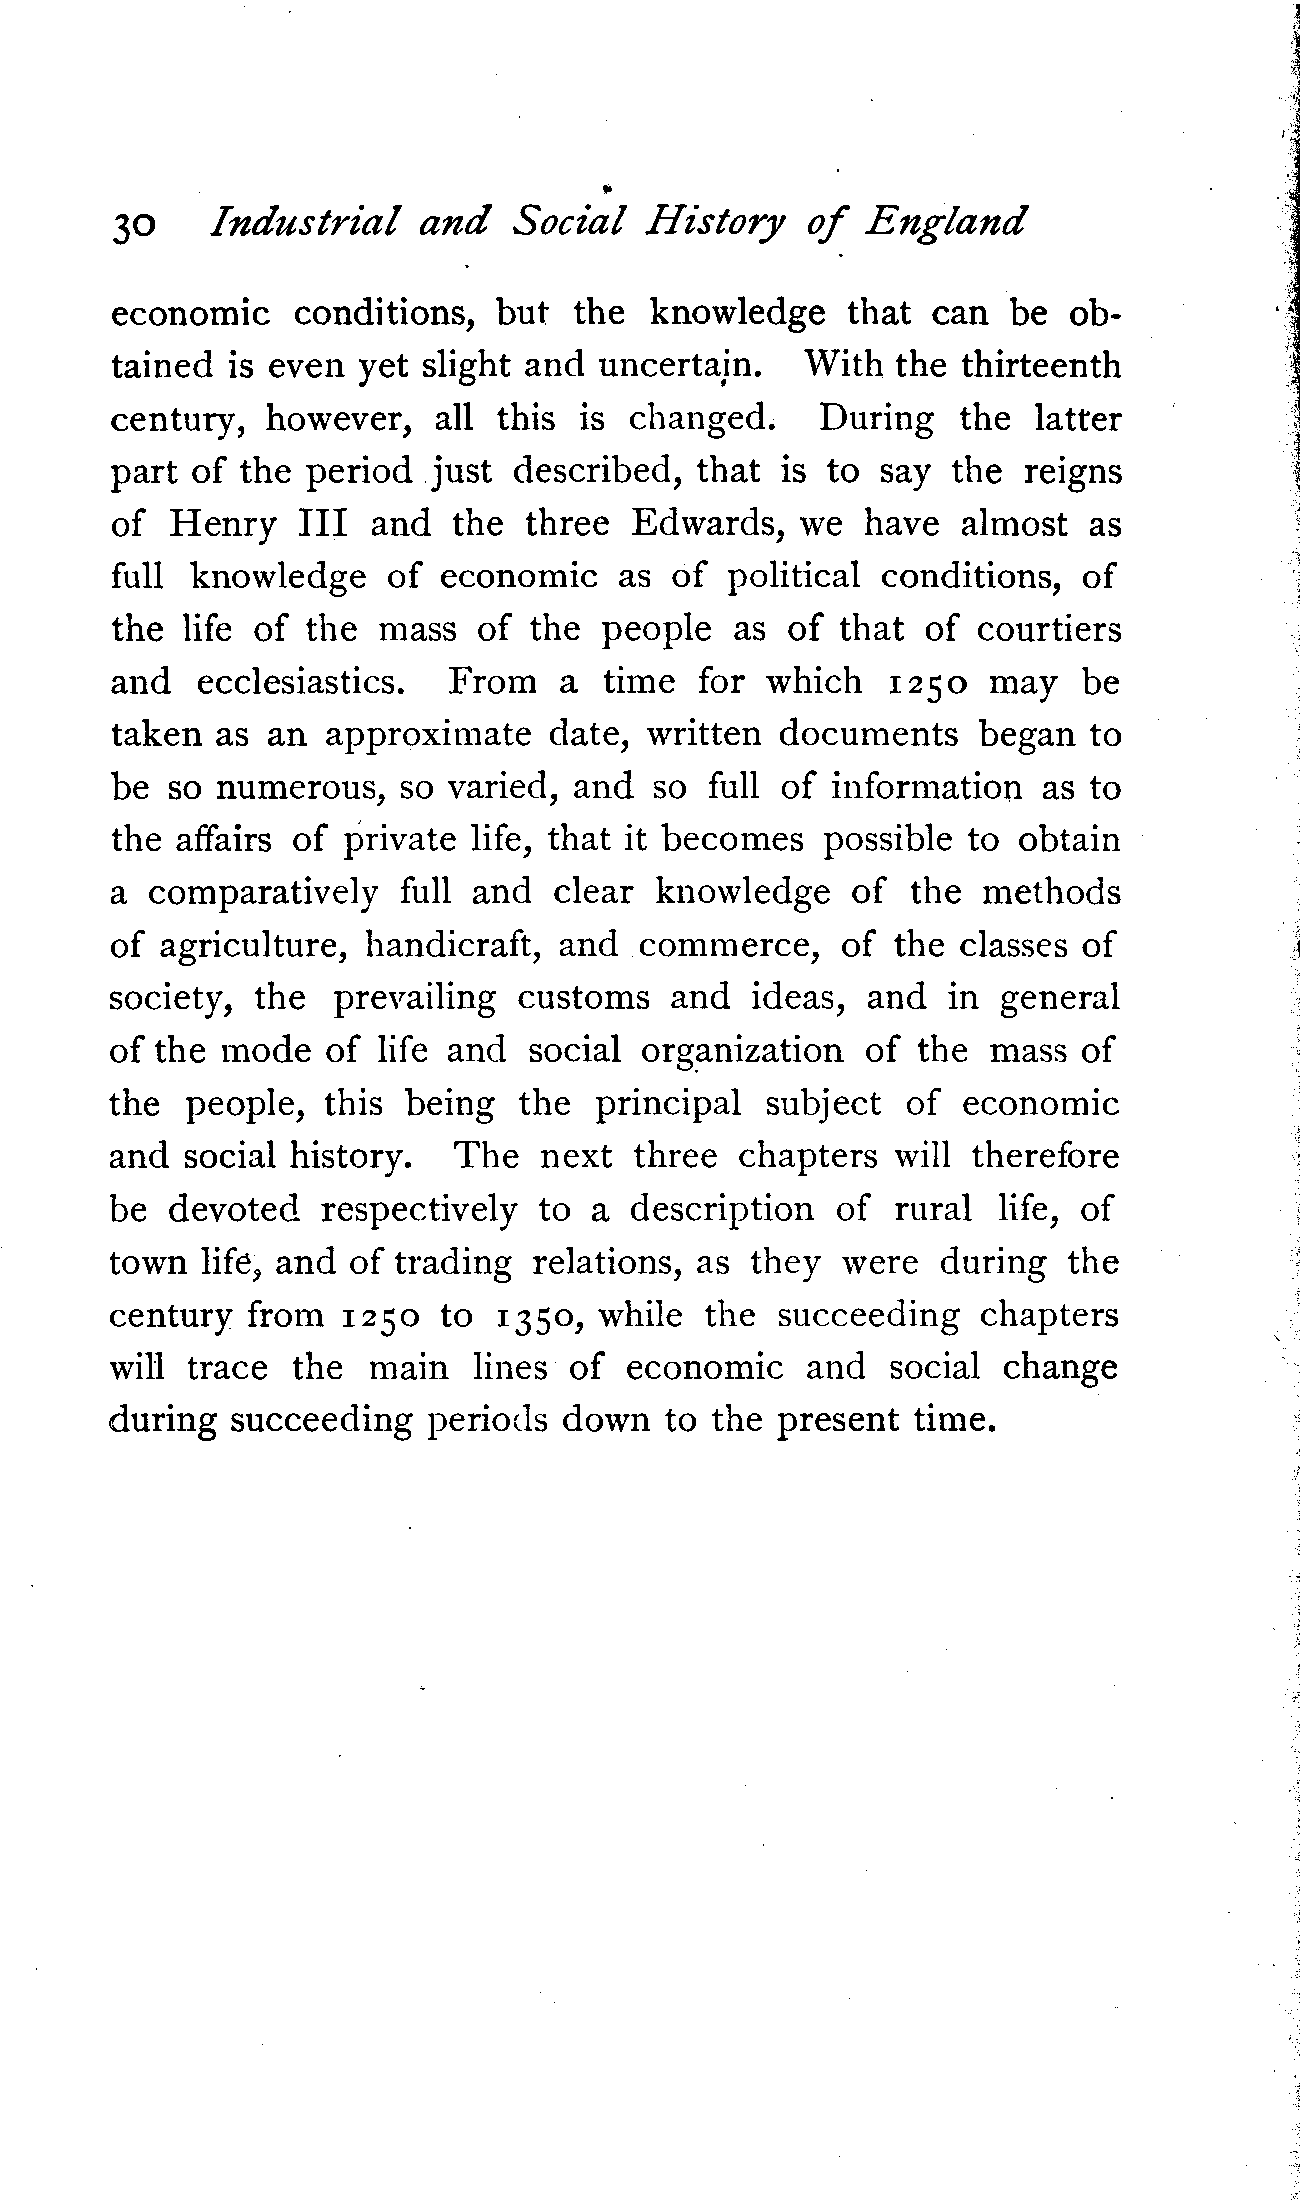 30 Industrial and Social History of England
economic conditions, but the knowledge that can be ob-
tained is even yet slight and uncertain. With the thirteenth
century, however, all this is changed. During the latter
part of the period just described, that is to say the reigns
of Henry III and the three Edwards, we have almost as
full knowledge of economic as of political conditions, of
the life of the mass of the people as of that of courtiers
and ecclesiastics. From a time for which 1250 may be
taken as an approximate date, written documents began to
be so numerous, so varied, and so full of information as to
the affairs of private life, that it becomes possible to obtain
a comparatively full and clear knowledge of the methods
of agriculture, handicraft, and commerce, of the classes of
society, the prevailing customs and ideas, and in general
of the mode of life and social organization of the mass of
the people, this being the principal subject of economic
and social history. The next three chapters will therefore
be devoted respectively to a description of rural life, of
town life, and of trading relations, as they were during the
century from 1250 to 1350, while the succeeding chapters
will trace the main lines of economic and social change
during succeeding periods down to the present time.